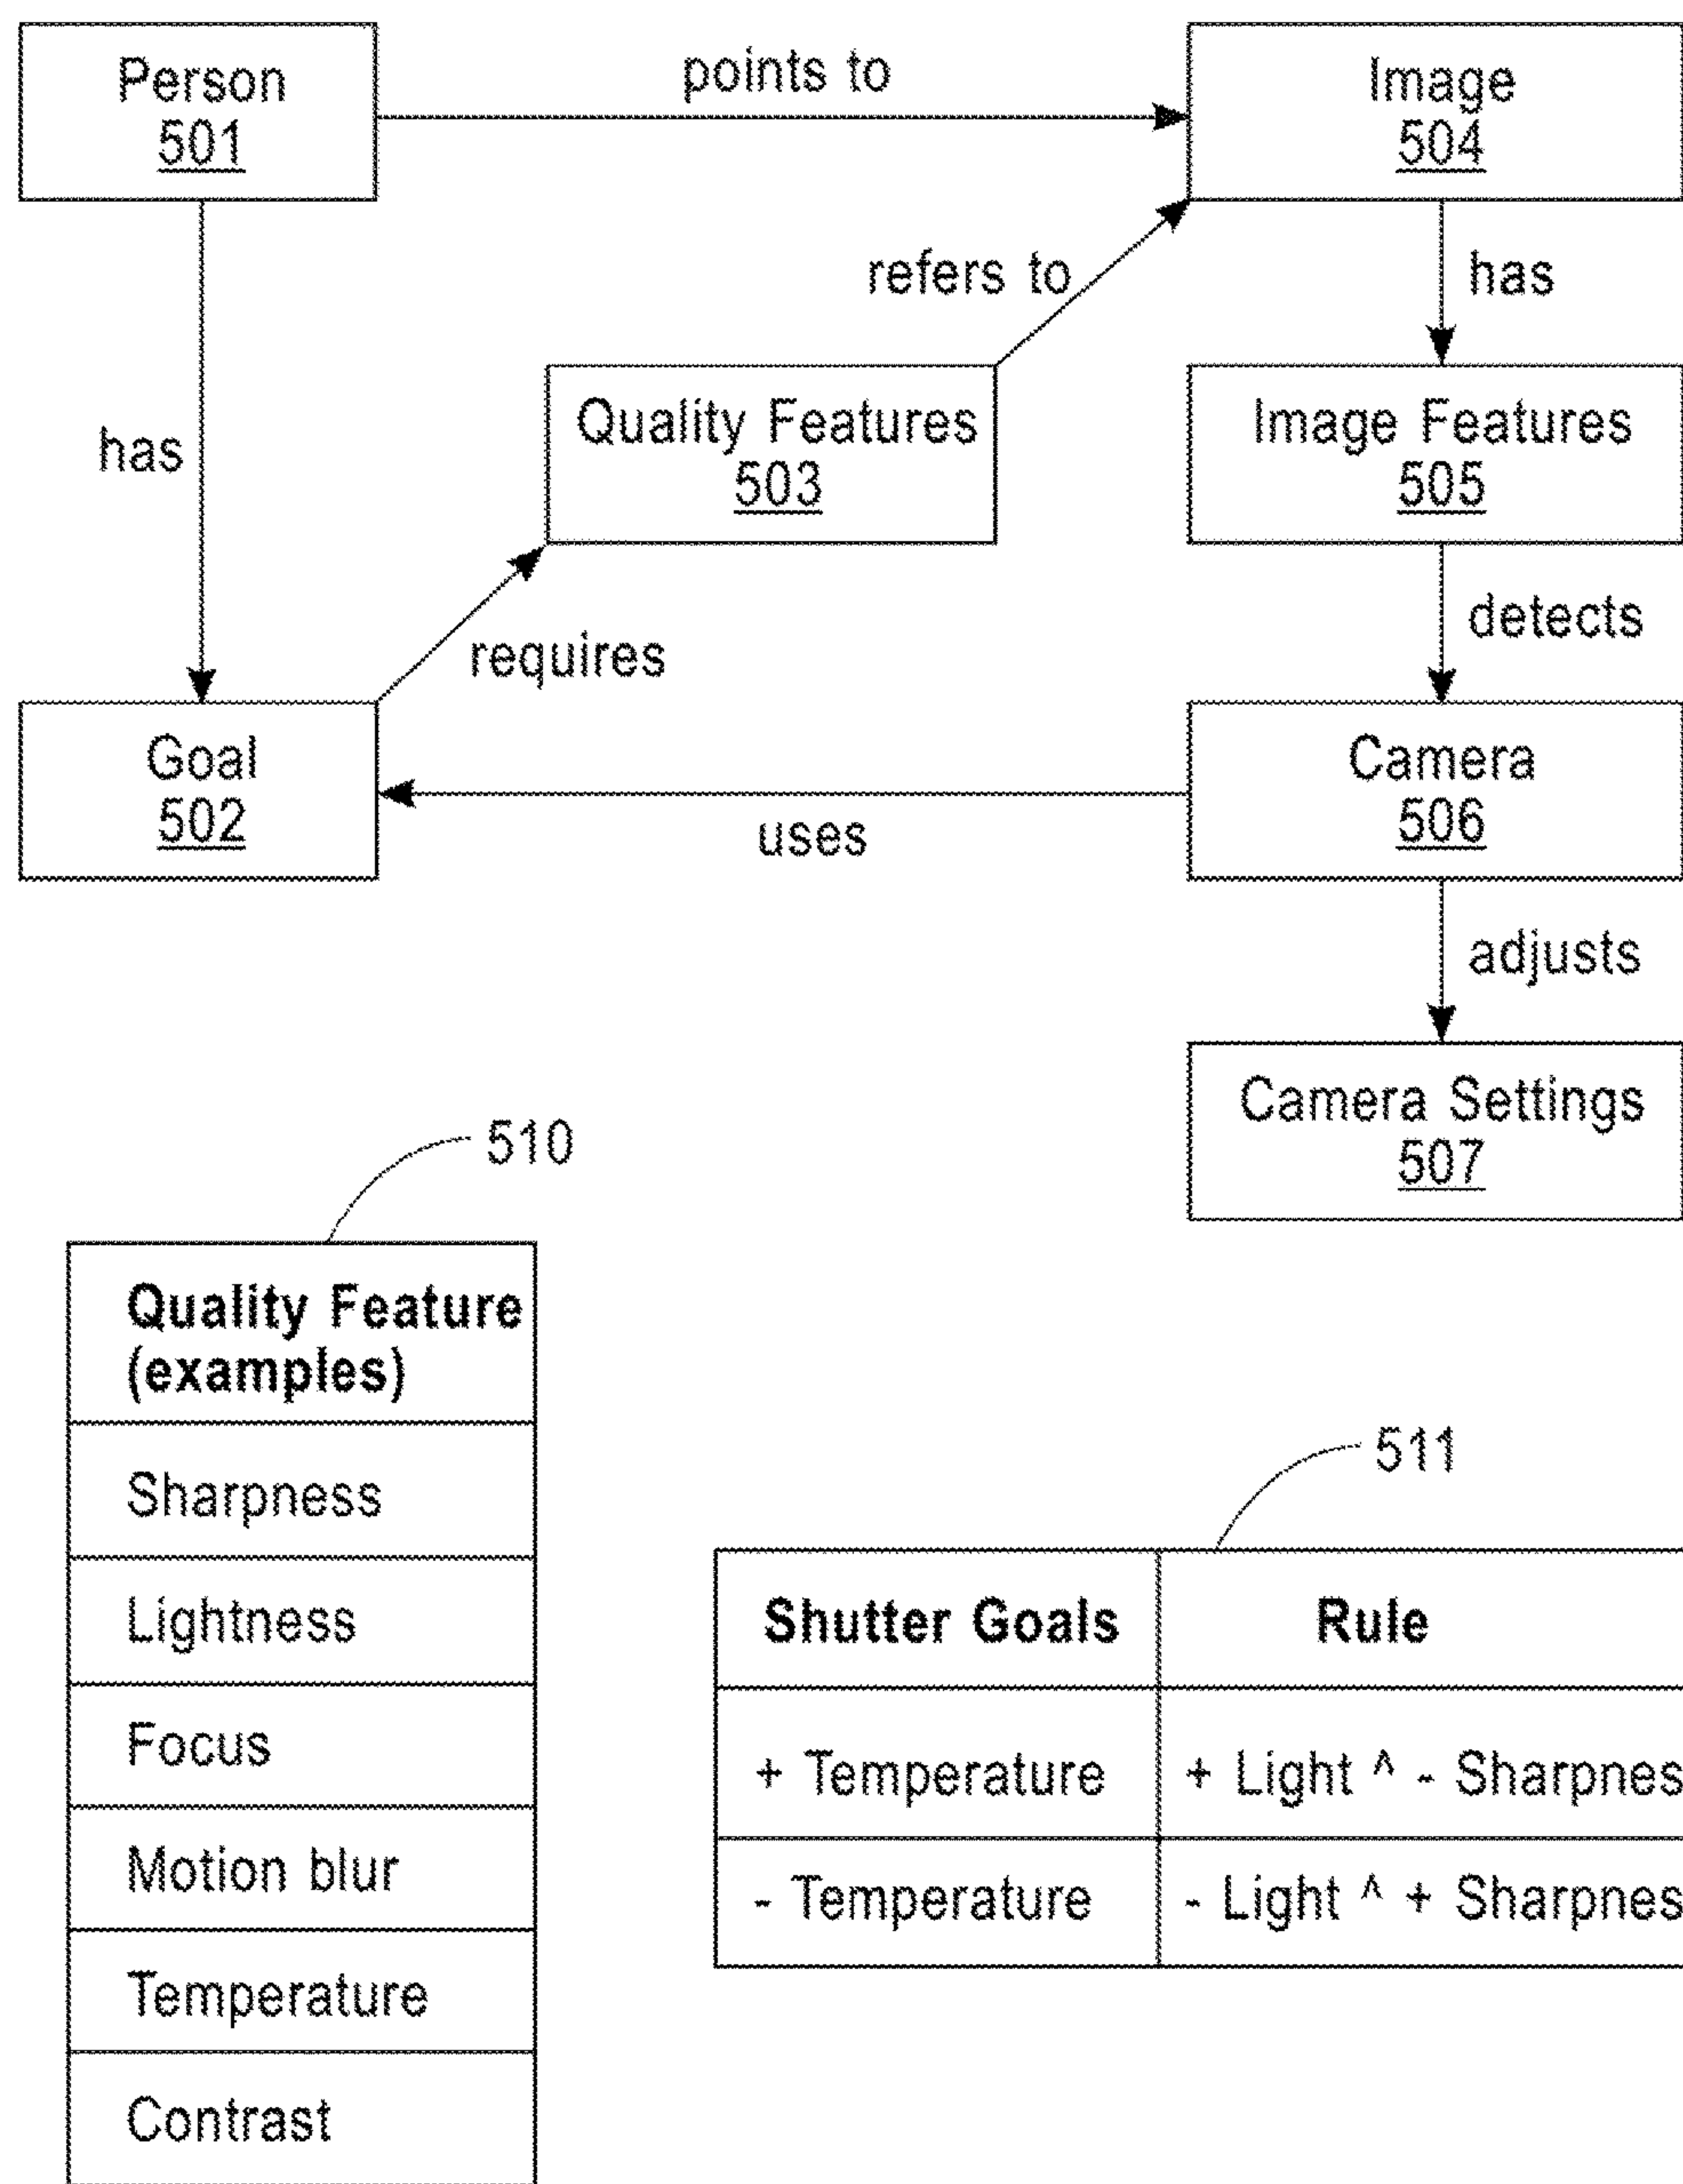 Person
501
points to
Image
504
refers to
has
has
Quality Features
503
Image Features
505
requires
detects
Goal
502
uses
Camera
506
adjusts
Camera Settings
507
510
Quality Feature
(examples)
Sharpness
Lightness
Focus
Motion blur
Temperature
Contrast
511
Shutter Goals Rule
+ Temperature + Light ^ - Sharpnes
- Temperature - Light ^ + Sharpnes